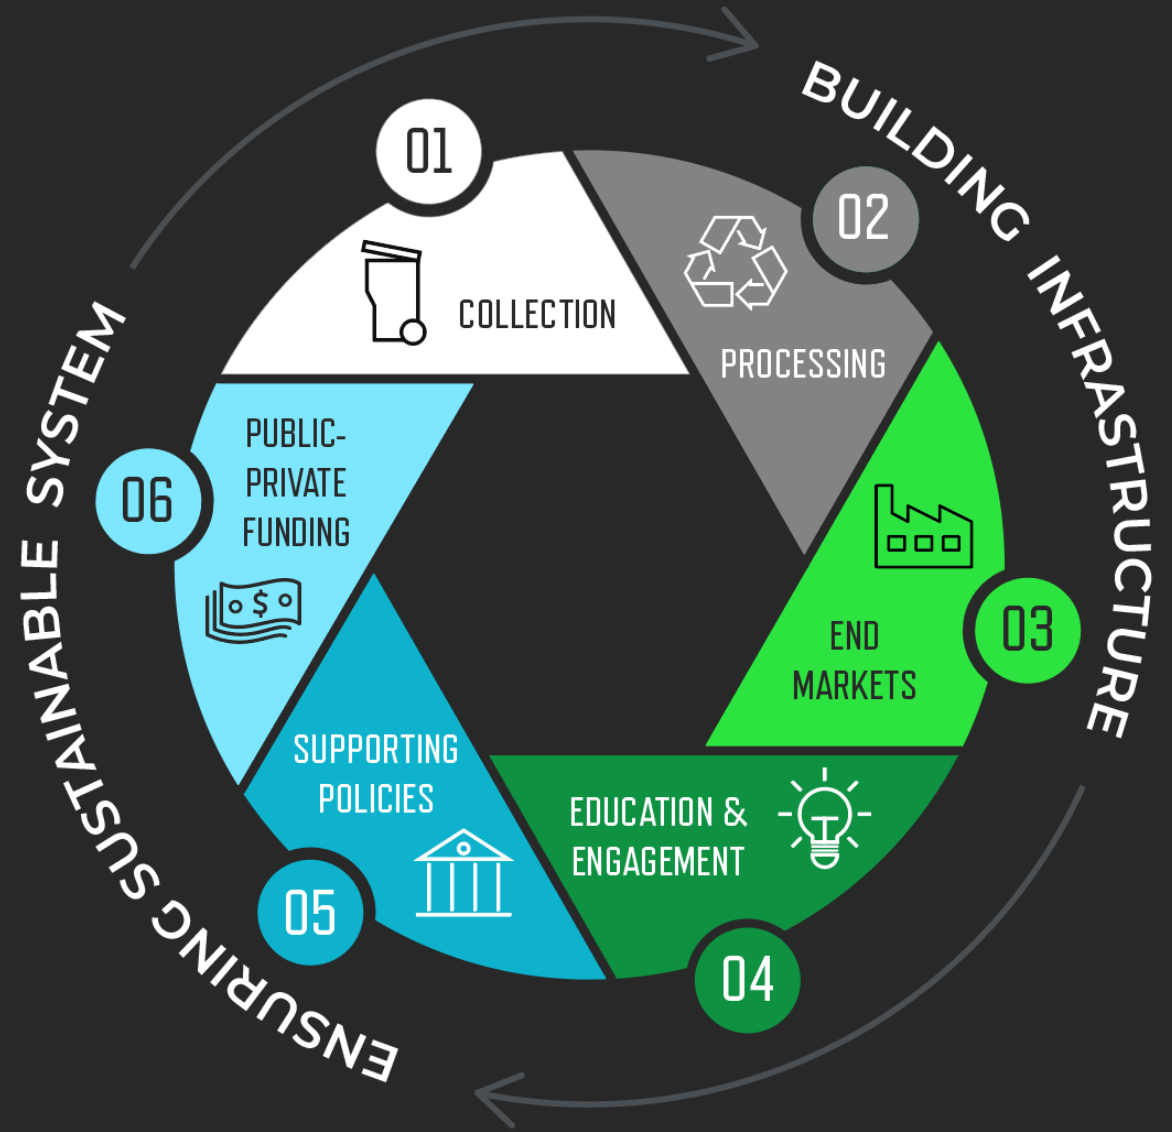 01
COLLECTION
02
PROCESSING
03
END
MARKETS
04
EDUCATION &
ENGAGEMENT
05
SUPPORTING
POLICIES
06
PUBLIC-
PRIVATE
FUNDING
$
BUILDING INFRASTRUCTURE
ENSURING SUSTAINABLE SYSTEM